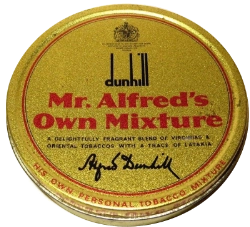 dunhill
Mr. Alfred's
Own Mixture
A DELIGHTFULLY FRAGRANT BLEND OF VIRGINIAS &
ORIENTAL TOBACCOS WITH A TRACE OF LATAKIA
Alfred Dunhill
HIS OWN PERSONAL TOBACCO MIXTURE